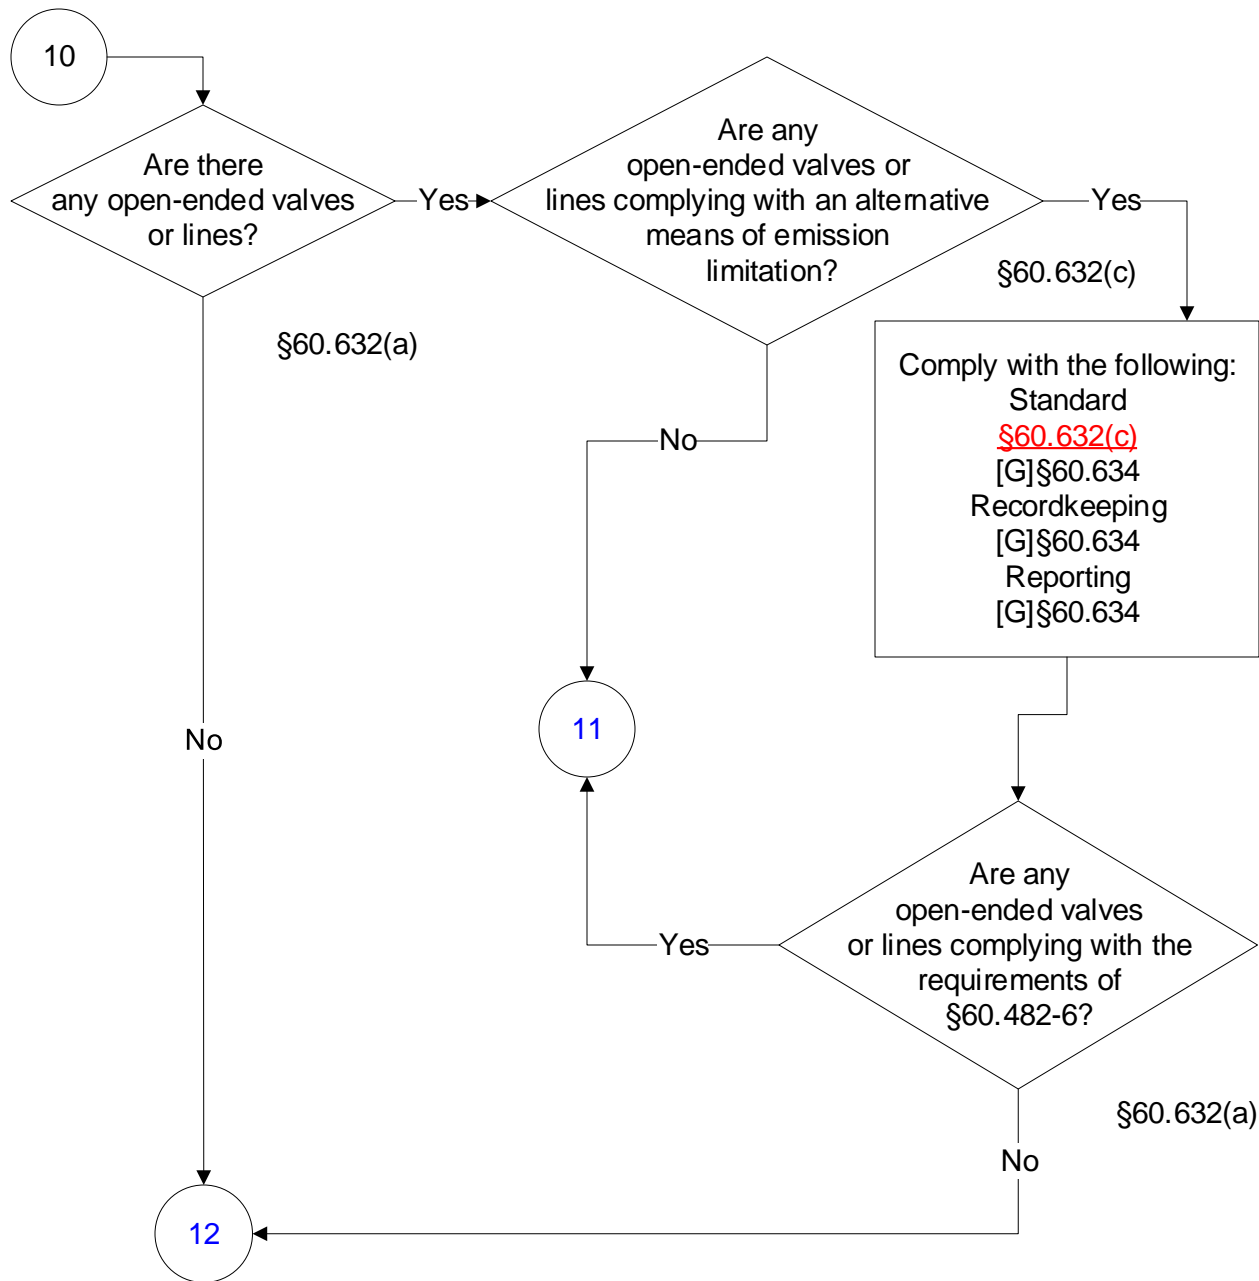 10
Are there
any open-ended valves
or lines?
Yes
§60.632(a)
Are any
open-ended valves or
lines complying with an alternative
means of emission
limitation?
Yes
§60.632(c)
No
Comply with the following:
Standard
§60.632(c)
[G]§60.634
Recordkeeping
[G]§60.634
Reporting
[G]§60.634
11
No
Are any
open-ended valves
or lines complying with the
requirements of
§60.482-6?
Yes
§60.632(a)
No
12